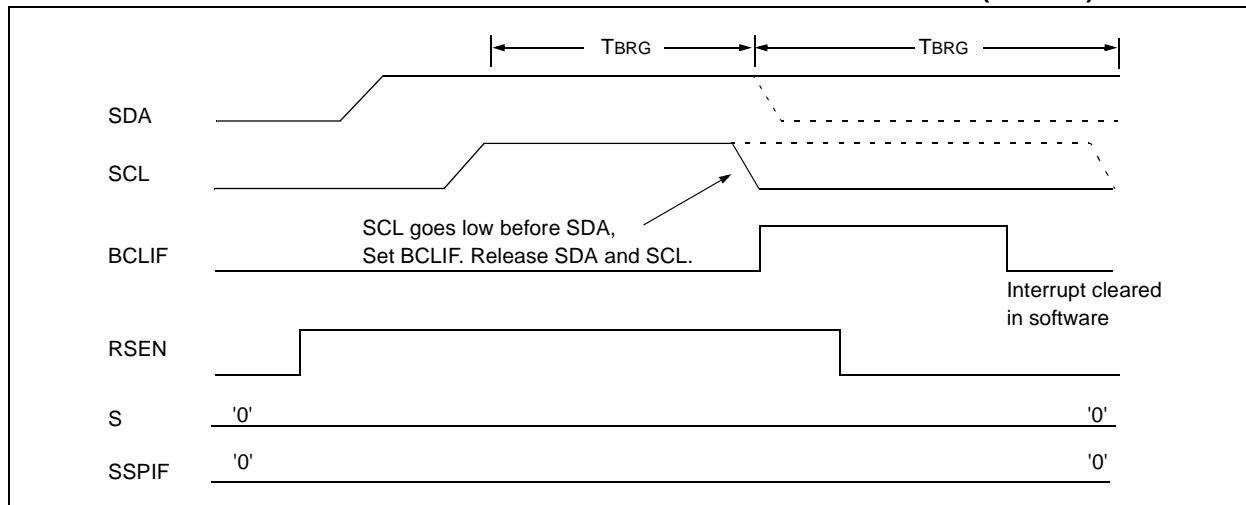 TBRG TBRG
SDA
SCL
SCL goes low before SDA,
Set BCLIF. Release SDA and SCL.
BCLIF
Interrupt cleared
in software
RSEN
S '0' '0'
SSPIF '0' '0'